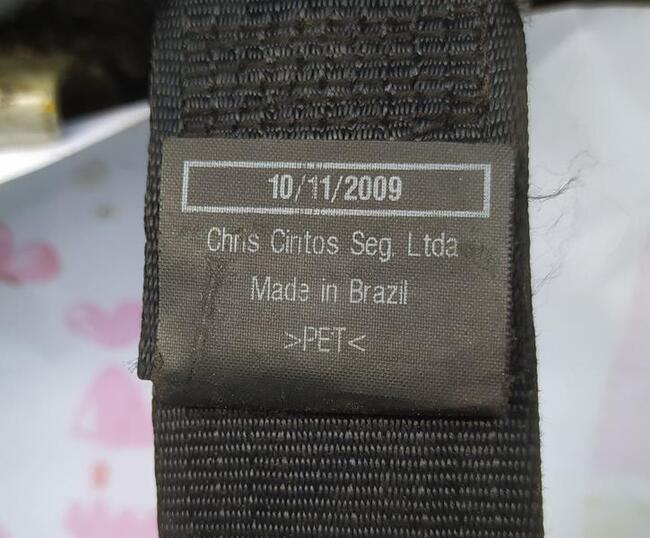 10/11/2009
Chris Cintos Seg. Ltda
Made in Brazil
>PET<